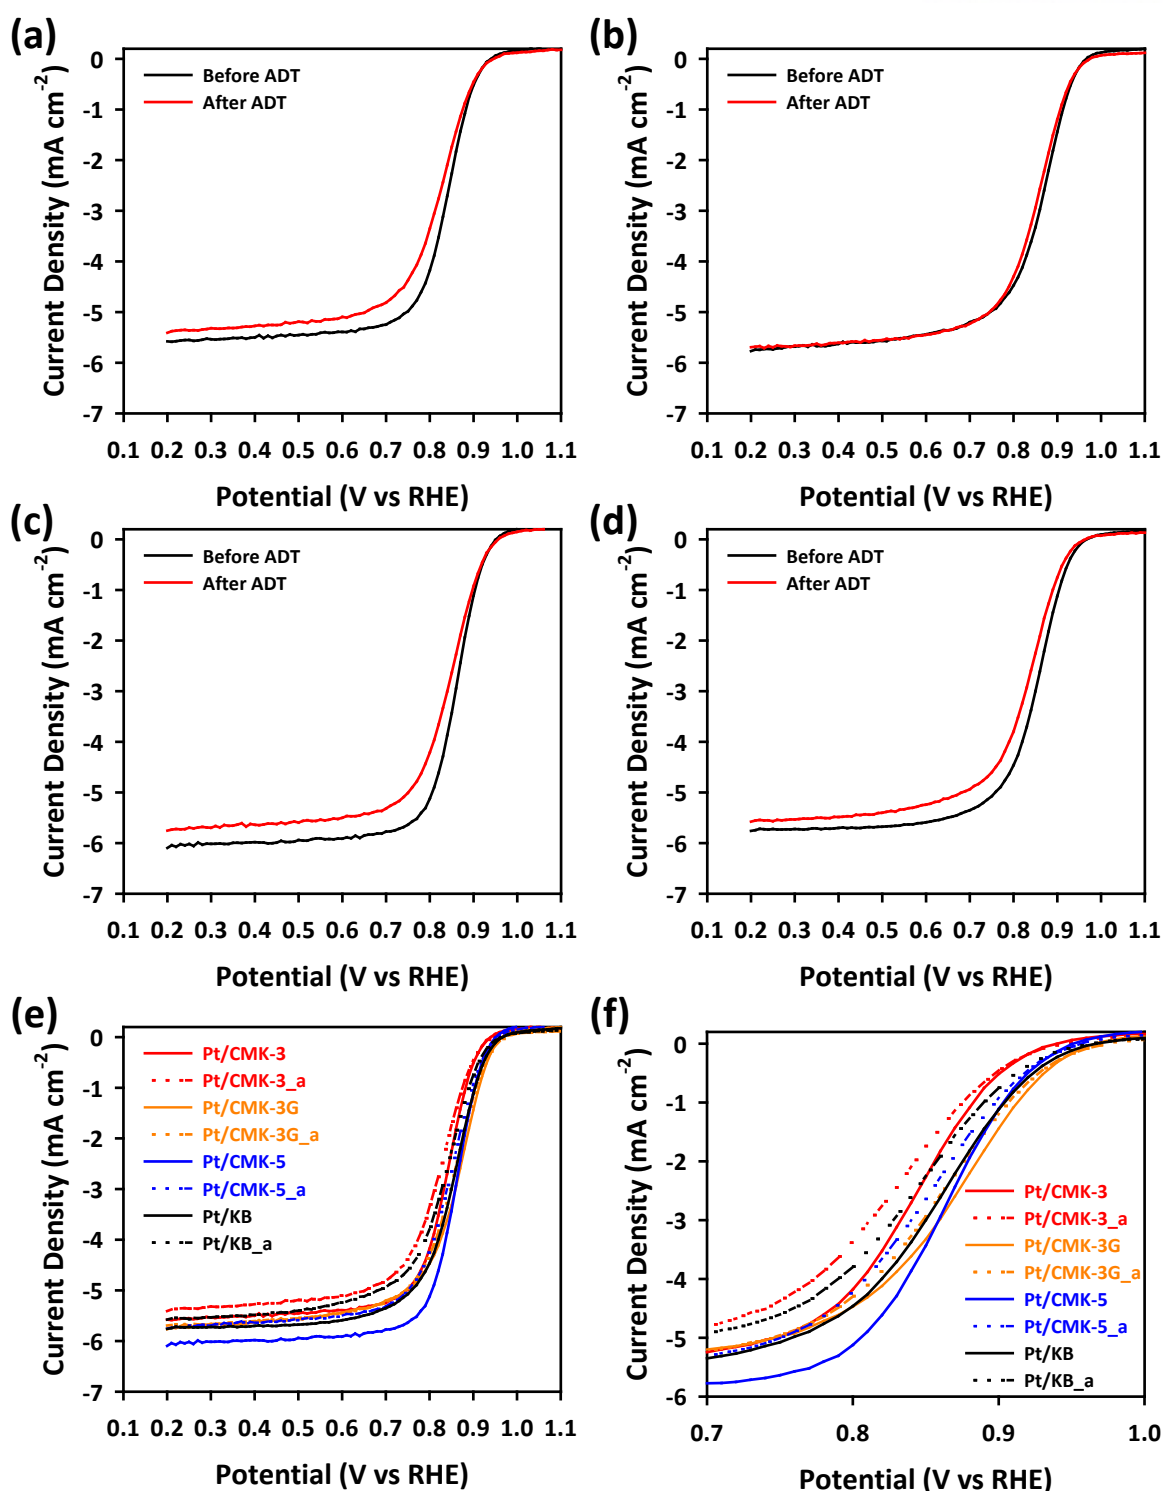 (a)
0
-1
-2
-3
-4
-5
-6
-7
Current Density (mA cm-2)
Before ADT
After ADT
0.1 0.2 0.3 0.4 0.5 0.6 0.7 0.8 0.9 1.0 1.1
Potential (V vs RHE)
(b)
0
-1
-2
-3
-4
-5
-6
-7
Current Density (mA cm-2)
Before ADT
After ADT
0.1 0.2 0.3 0.4 0.5 0.6 0.7 0.8 0.9 1.0 1.1
Potential (V vs RHE)
(c)
0
-1
-2
-3
-4
-5
-6
-7
Current Density (mA cm-2)
Before ADT
After ADT
0.1 0.2 0.3 0.4 0.5 0.6 0.7 0.8 0.9 1.0 1.1
Potential (V vs RHE)
(d)
0
-1
-2
-3
-4
-5
-6
-7
Current Density (mA cm-2)
Before ADT
After ADT
0.1 0.2 0.3 0.4 0.5 0.6 0.7 0.8 0.9 1.0 1.1
Potential (V vs RHE)
(e)
0
-1
-2
-3
-4
-5
-6
-7
Current Density (mA cm-2)
Pt/CMK-3
Pt/CMK-3_a
Pt/CMK-3G
Pt/CMK-3G_a
Pt/CMK-5
Pt/CMK-5_a
Pt/KB
Pt/KB_a
0.1 0.2 0.3 0.4 0.5 0.6 0.7 0.8 0.9 1.0 1.1
Potential (V vs RHE)
(f)
0
-1
-2
-3
-4
-5
-6
Current Density (mA cm-2)
Pt/CMK-3
Pt/CMK-3_a
Pt/CMK-3G
Pt/CMK-3G_a
Pt/CMK-5
Pt/CMK-5_a
Pt/KB
Pt/KB_a
0.7 0.8 0.9 1.0
Potential (V vs RHE)